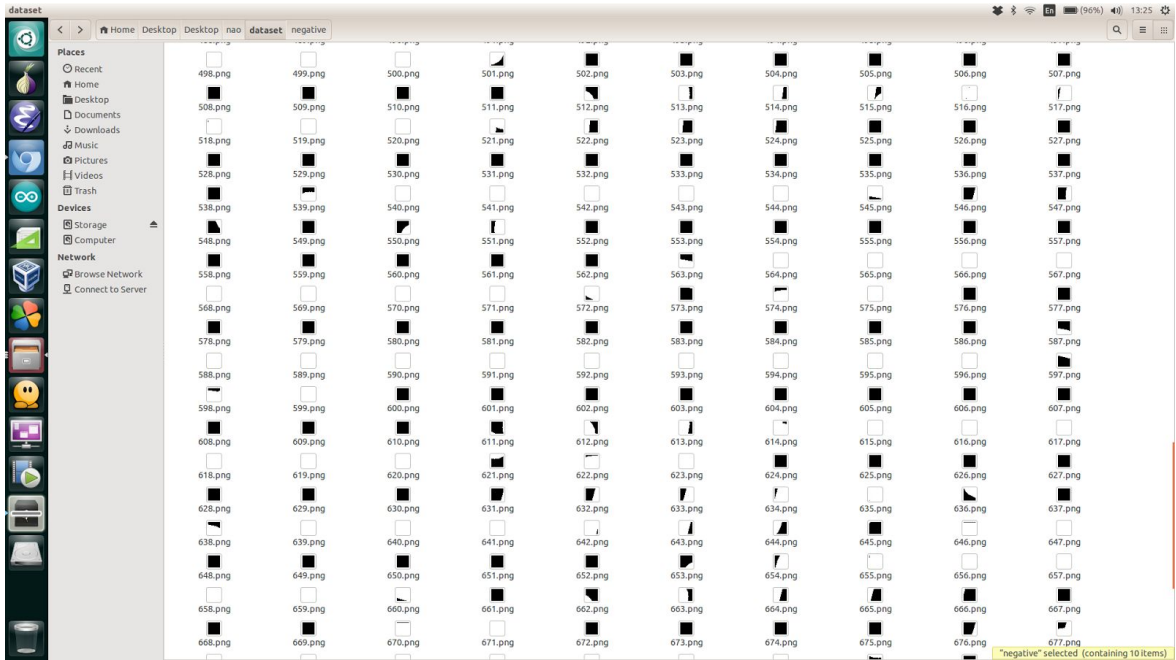 dataset
En (96%) 13:25
Home Desktop Desktop nao dataset negative
Places
Recent
Home
Desktop
Documents
Downloads
Music
Pictures
Videos
Trash
Devices
Storage
Computer
Network
Browse Network
Connect to Server
498.png 499.png 500.png 501.png 502.png 503.png 504.png 505.png 506.png 507.png
508.png 509.png 510.png 511.png 512.png 513.png 514.png 515.png 516.png 517.png
518.png 519.png 520.png 521.png 522.png 523.png 524.png 525.png 526.png 527.png
528.png 529.png 530.png 531.png 532.png 533.png 534.png 535.png 536.png 537.png
538.png 539.png 540.png 541.png 542.png 543.png 544.png 545.png 546.png 547.png
548.png 549.png 550.png 551.png 552.png 553.png 554.png 555.png 556.png 557.png
558.png 559.png 560.png 561.png 562.png 563.png 564.png 565.png 566.png 567.png
568.png 569.png 570.png 571.png 572.png 573.png 574.png 575.png 576.png 577.png
578.png 579.png 580.png 581.png 582.png 583.png 584.png 585.png 586.png 587.png
588.png 589.png 590.png 591.png 592.png 593.png 594.png 595.png 596.png 597.png
598.png 599.png 600.png 601.png 602.png 603.png 604.png 605.png 606.png 607.png
608.png 609.png 610.png 611.png 612.png 613.png 614.png 615.png 616.png 617.png
618.png 619.png 620.png 621.png 622.png 623.png 624.png 625.png 626.png 627.png
628.png 629.png 630.png 631.png 632.png 633.png 634.png 635.png 636.png 637.png
638.png 639.png 640.png 641.png 642.png 643.png 644.png 645.png 646.png 647.png
648.png 649.png 650.png 651.png 652.png 653.png 654.png 655.png 656.png 657.png
658.png 659.png 660.png 661.png 662.png 663.png 664.png 665.png 666.png 667.png
668.png 669.png 670.png 671.png 672.png 673.png 674.png 675.png 676.png 677.png
"negative" selected (containing 10 items)